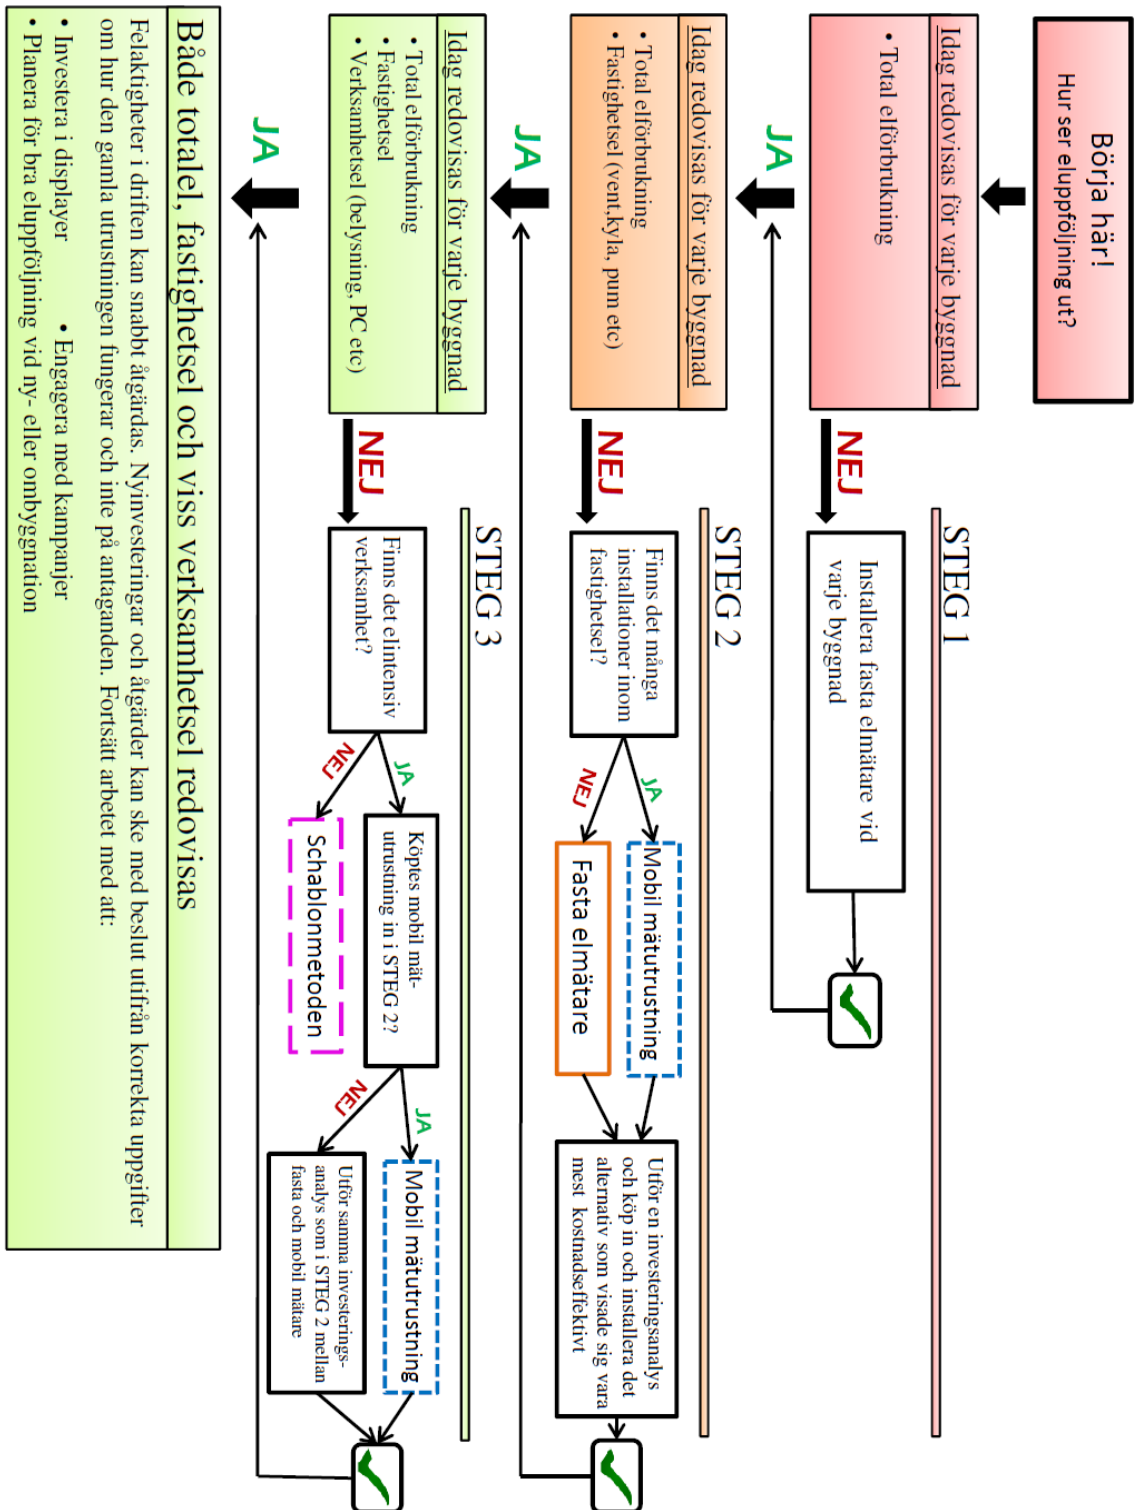 Börja här!
Hur ser eluppföljning ut?
Idag redovisas för varje byggnad
• Total elförbrukning
NEJ
STEG 1
Installera fasta elmätare vid
varje byggnad
JA
Idag redovisas för varje byggnad
• Total elförbrukning
• Fastighetsel (vent.kyla, pum etc)
NEJ
STEG 2
Finns det många
installationer inom
fastighetsel?
JA
NEJ
Mobil mätutrustning
Fasta elmätare
Utför en investeringsanalys
och köp in och installera det
alternativ som visade sig vara
mest kostnadseffektivt
JA
Idag redovisas för varje byggnad
• Total elförbrukning
• Fastighetsel
• Verksamhetsel (belysning, PC etc)
NEJ
STEG 3
Finns det elintensiv
verksamhet?
JA
NEJ
Köptes mobil mät-
utrustning in i STEG 2?
Schablonmetoden
JA
NEJ
Mobil mätutrustning
Utför samma investerings-
analys som i STEG 2 mellan
fasta och mobil mätare
JA
Både totalel, fastighetsel och viss verksamhetsel redovisas
Felaktigheter i driften kan snabbt åtgärdas. Nyinvesteringar och åtgärder kan ske med beslut utifrån korrekta uppgifter
om hur den gamla utrustningen fungerar och inte på antaganden. Fortsätt arbetet med att:
• Investera i displayer • Engagera med kampanjer
• Planera för bra eluppföljning vid ny- eller ombyggnation